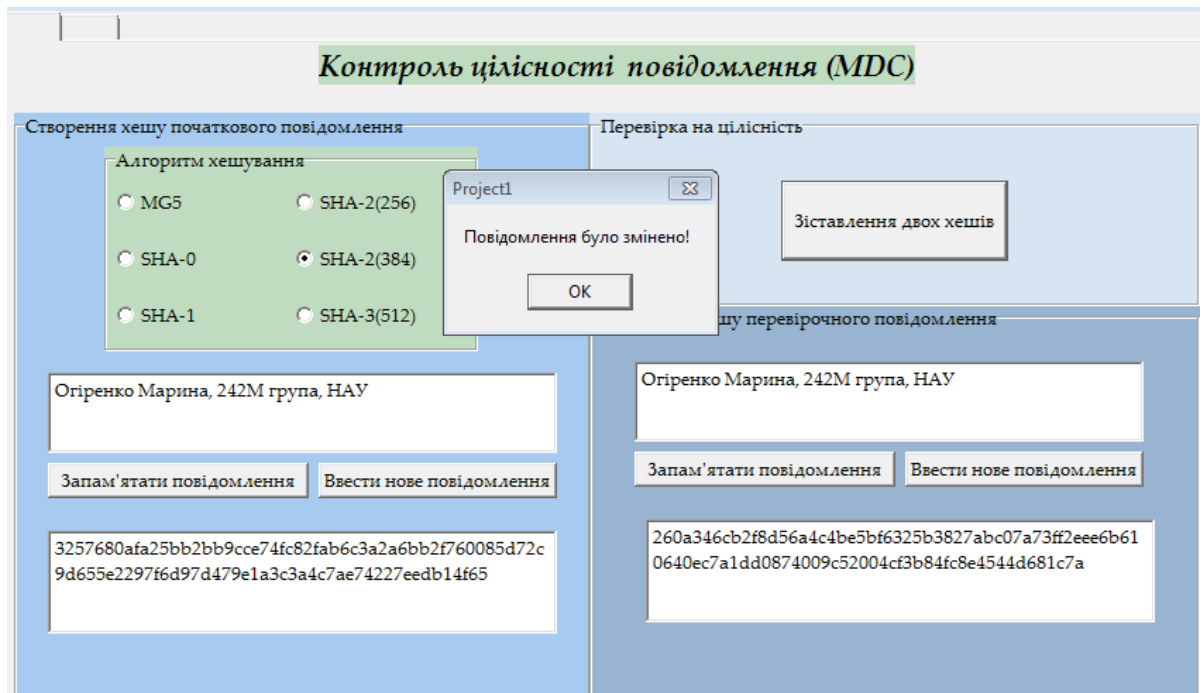 Контроль цілісності повідомлення (MDC)
Створення хешу початкового повідомлення
Алгоритм хешування
MG5
SHA-2(256)
SHA-0
SHA-2(384)
SHA-1
SHA-3(512)
Огіренко Марина, 242М група, НАУ
Запам'ятати повідомлення
Ввести нове повідомлення
3257680afa25bb2bb9cce74fc82fab6c3a2a6bb2f760085d72c
9d655e2297f6d97d479e1a3c3a4c7ae74227eedb14f65
Project1
Повідомлення було змінено!
OK
Перевірка на цілісність
Зіставлення двох хешів
перевірочного повідомлення
Огіренко Марина, 242М група, НАУ
Запам'ятати повідомлення
Ввести нове повідомлення
260a346cb2f8d56a4c4be5bf6325b3827abc07a73ff2eee6b61
0640ec7a1dd0874009c52004cf3b84fc8e4544d681c7a